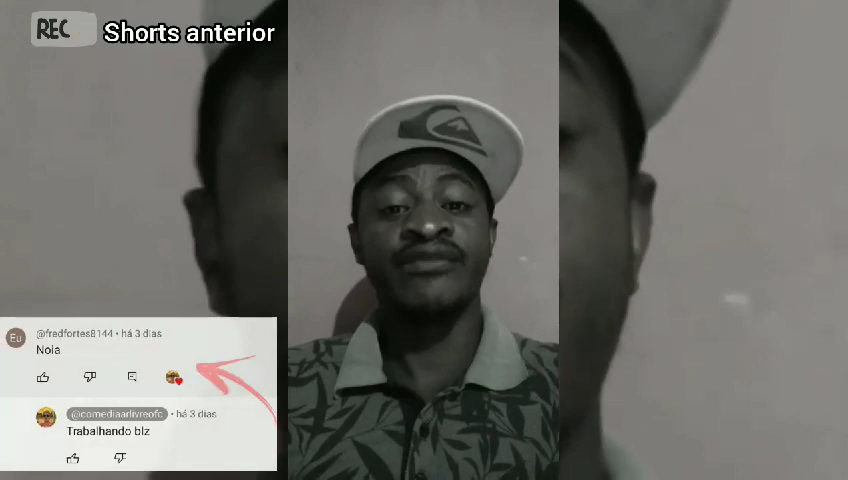 REC
Shorts anterior
Eu
@fredfortes8144 • há 3 dias
Noia
@comediaarlivreofc • há 3 dias
Trabalhando blz